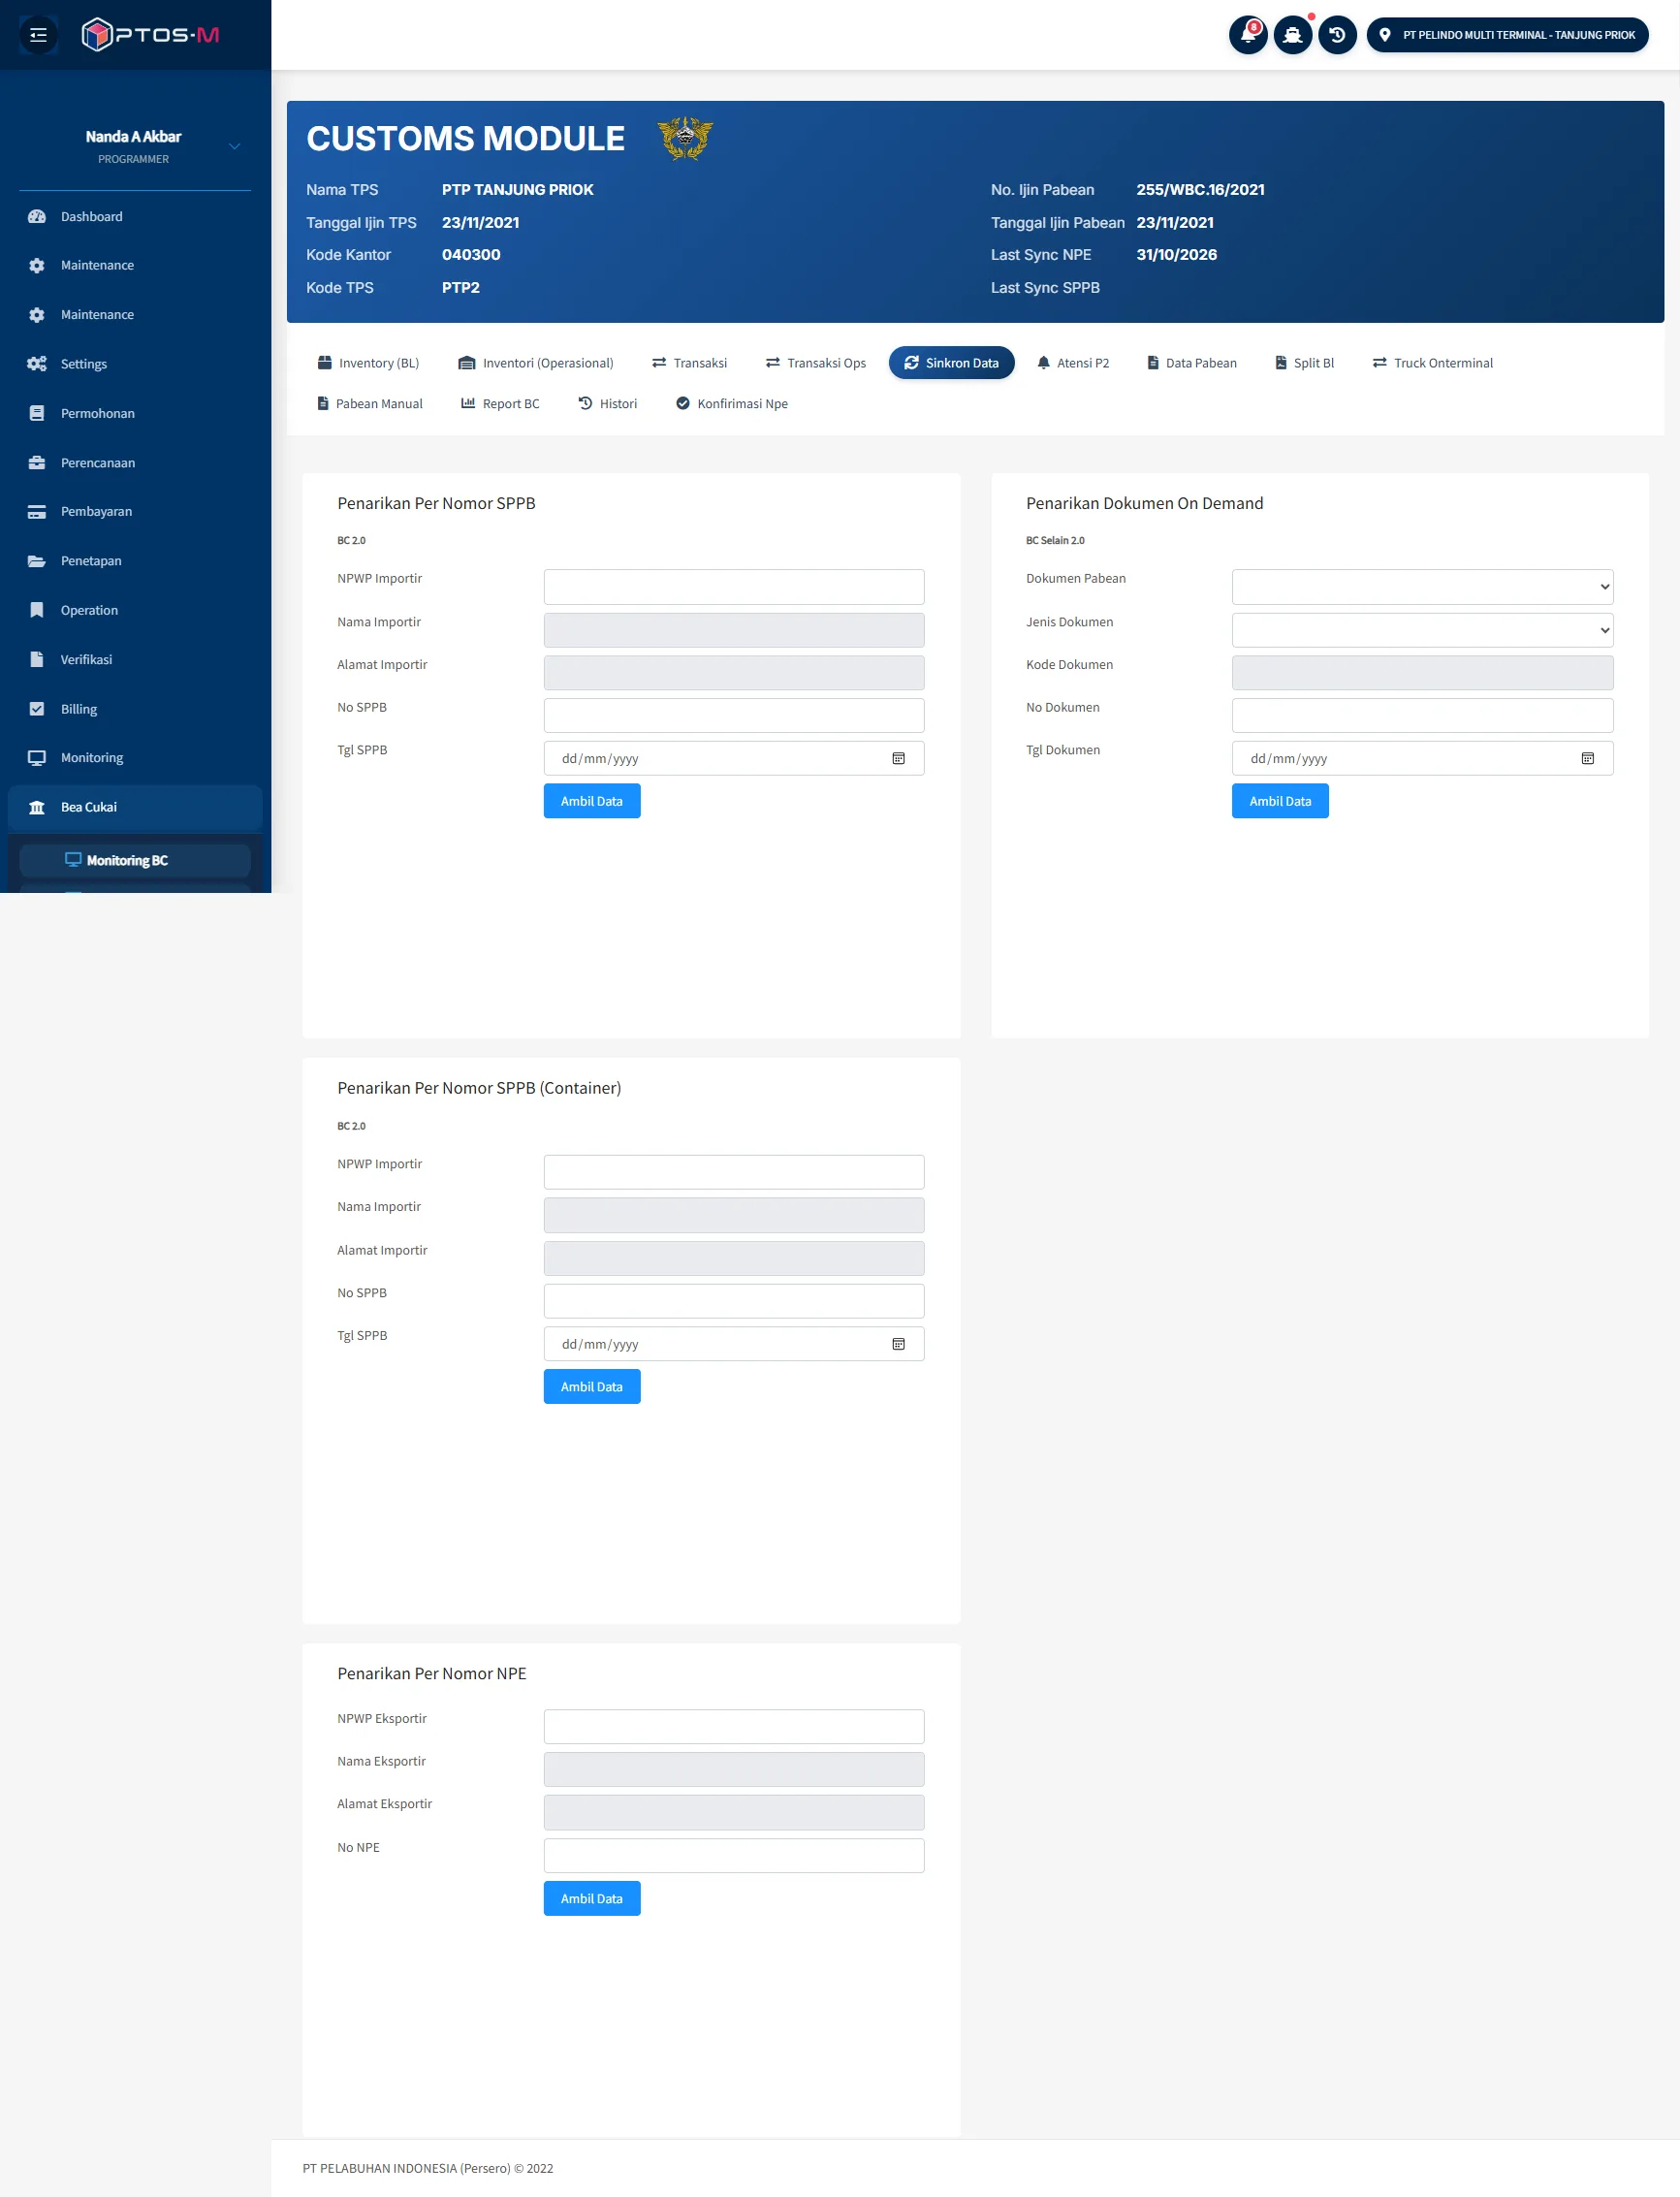 PTOS-M
8
PT PELINDO MULTI TERMINAL - TANJUNG PRIOK
Nanda A Akbar
PROGRAMMER
Dashboard
Maintenance
Maintenance
Settings
Permohonan
Perencanaan
Pembayaran
Penetapan
Operation
Verifikasi
Billing
Monitoring
Bea Cukai
Monitoring BC
CUSTOMS MODULE
Nama TPS PTP TANJUNG PRIOK
Tanggal Ijin TPS 23/11/2021
Kode Kantor 040300
Kode TPS PTP2
No. Ijin Pabean 255/WBC.16/2021
Tanggal Ijin Pabean 23/11/2021
Last Sync NPE 31/10/2026
Last Sync SPPB
Inventory (BL) Inventori (Operasional) Transaksi Transaksi Ops Sinkron Data Atensi P2 Data Pabean Split Bl Truck Onterminal
Pabean Manual Report BC Histori Konfirimasi Npe
Penarikan Per Nomor SPPB
BC 2.0
NPWP Importir
Nama Importir
Alamat Importir
No SPPB
Tgl SPPB dd/mm/yyyy
Ambil Data
Penarikan Dokumen On Demand
BC Selain 2.0
Dokumen Pabean
Jenis Dokumen
Kode Dokumen
No Dokumen
Tgl Dokumen dd/mm/yyyy
Ambil Data
Penarikan Per Nomor SPPB (Container)
BC 2.0
NPWP Importir
Nama Importir
Alamat Importir
No SPPB
Tgl SPPB dd/mm/yyyy
Ambil Data
Penarikan Per Nomor NPE
NPWP Eksportir
Nama Eksportir
Alamat Eksportir
No NPE
Ambil Data
PT PELABUHAN INDONESIA (Persero) © 2022